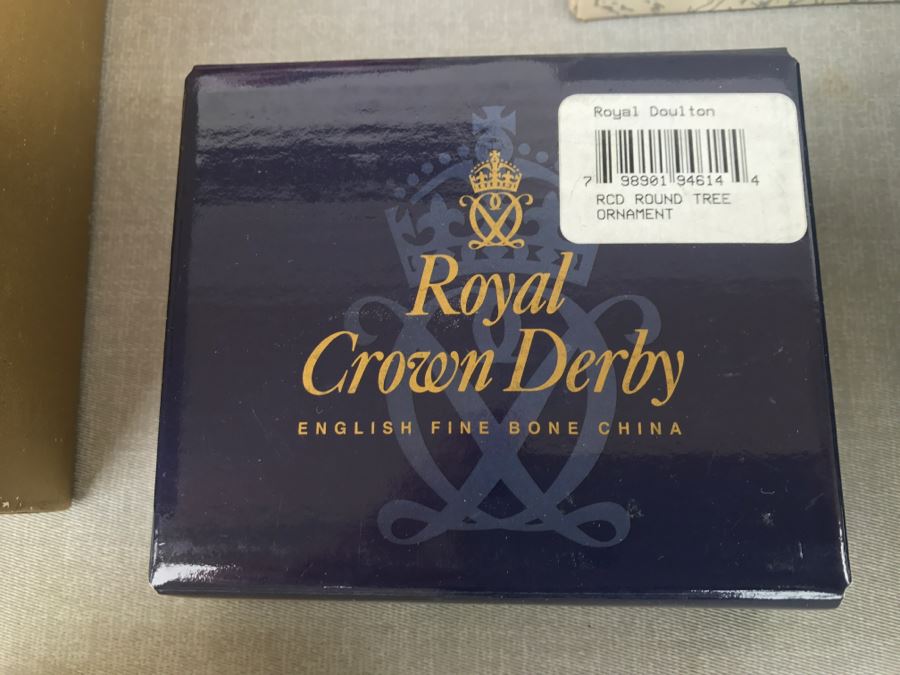 Royal Doulton
7 98901 94614 4
RCD ROUND TREE
ORNAMENT
Royal
Crown Derby
ENGLISH FINE BONE CHINA